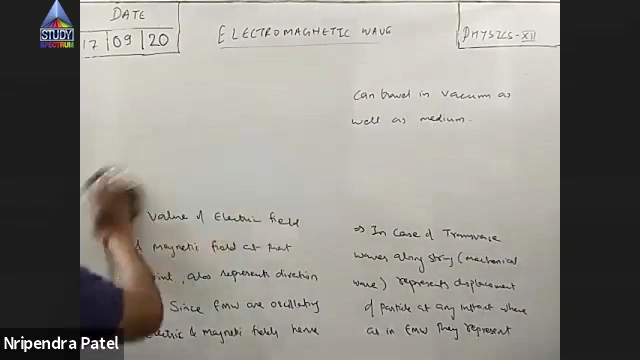 STUDY
SPECTRUM
DATE
17 | 09 | 20
ELECTROMAGNETIC WAVE
PHYSICS-XII
Can travel in vacuum as
well as medium.
Value of Electric field
magnetic field at that
, also represents direction
Since EMW are oscillating
& Magnetic fields hence
⇒ In case of Transverse
waves along string (mechanical
wave) represents displacement
of particle at any instant where
as in EMW they represent
Nripendra Patel